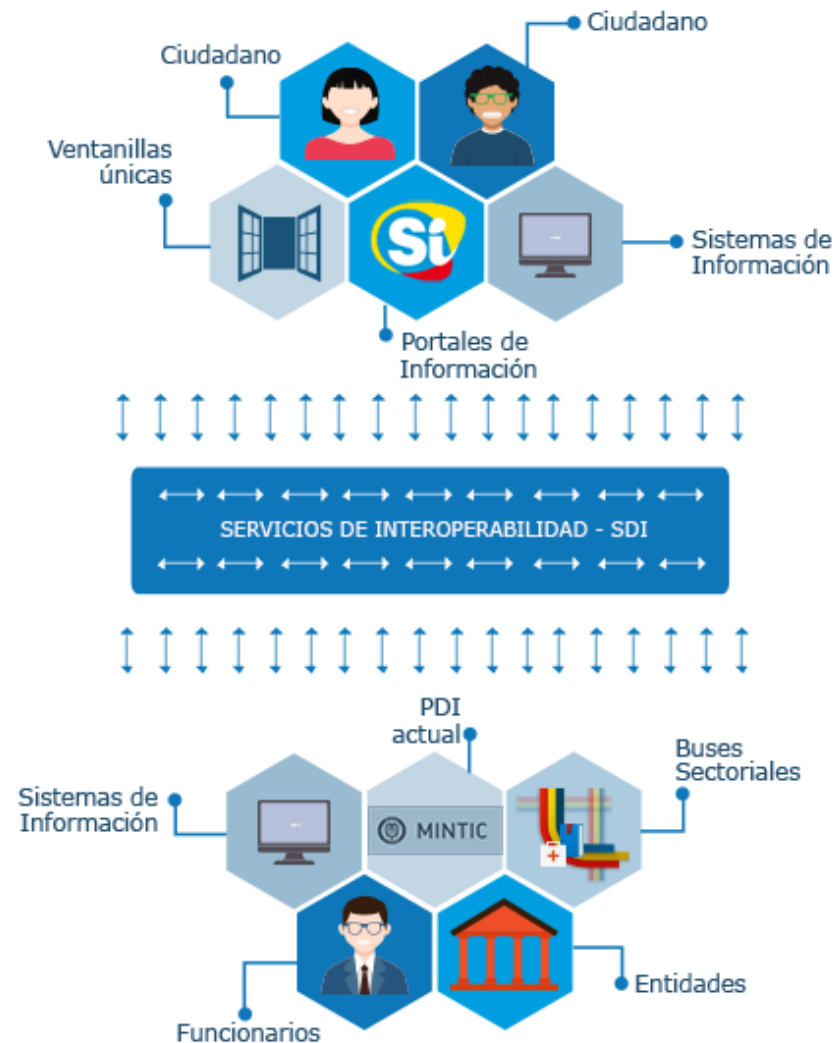 Ciudadano
Ciudadano
Ventanillas
únicas
Si
Sistemas de
Información
Portales de
Información
SERVICIOS DE INTEROPERABILIDAD - SDI
PDI
actual
Buses
Sectoriales
Sistemas de
Información
MINTIC
Entidades
Funcionarios